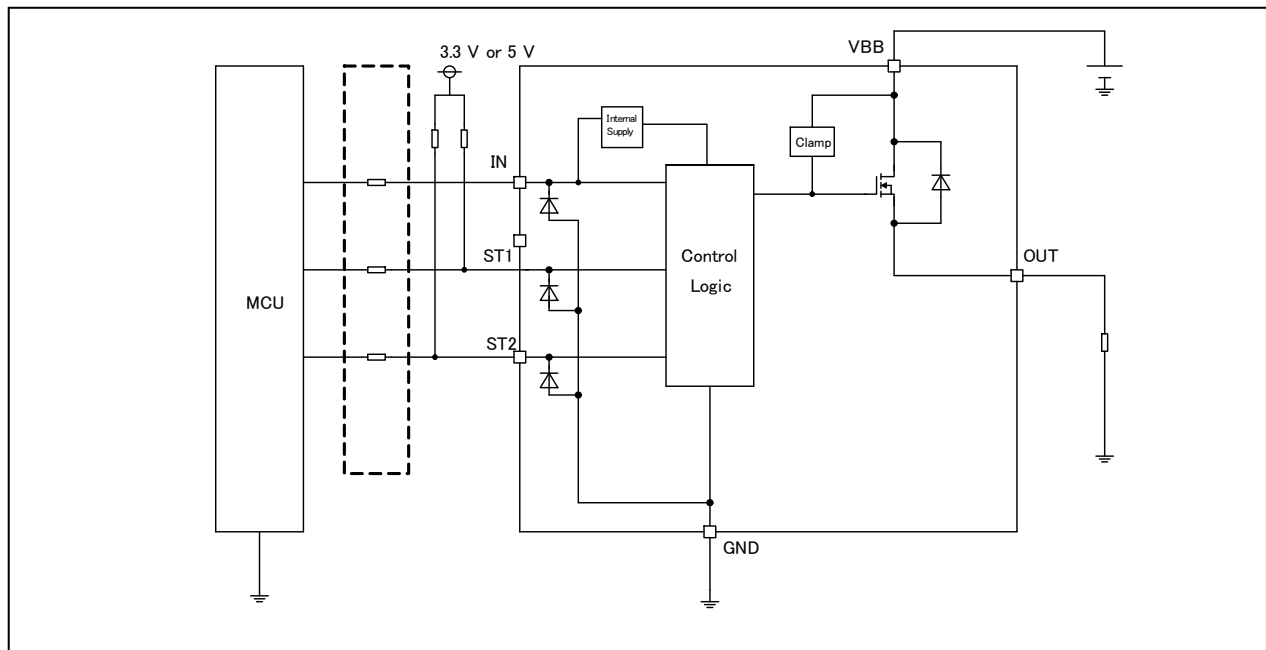 VBB
3.3 V or 5 V
Internal
Supply
Clamp
IN
ST1
Control
Logic
OUT
MCU
ST2
GND